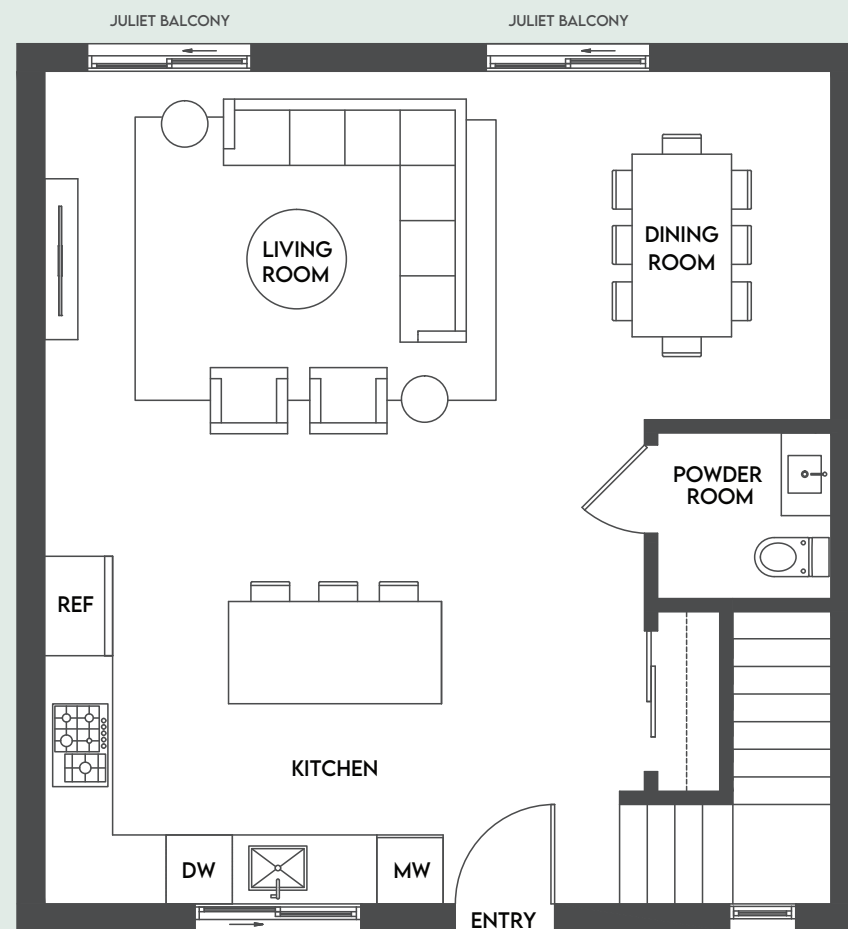 JULIET BALCONY
JULIET BALCONY
LIVING
ROOM
DINING
ROOM
POWDER
ROOM
REF
KITCHEN
DW
MW
ENTRY